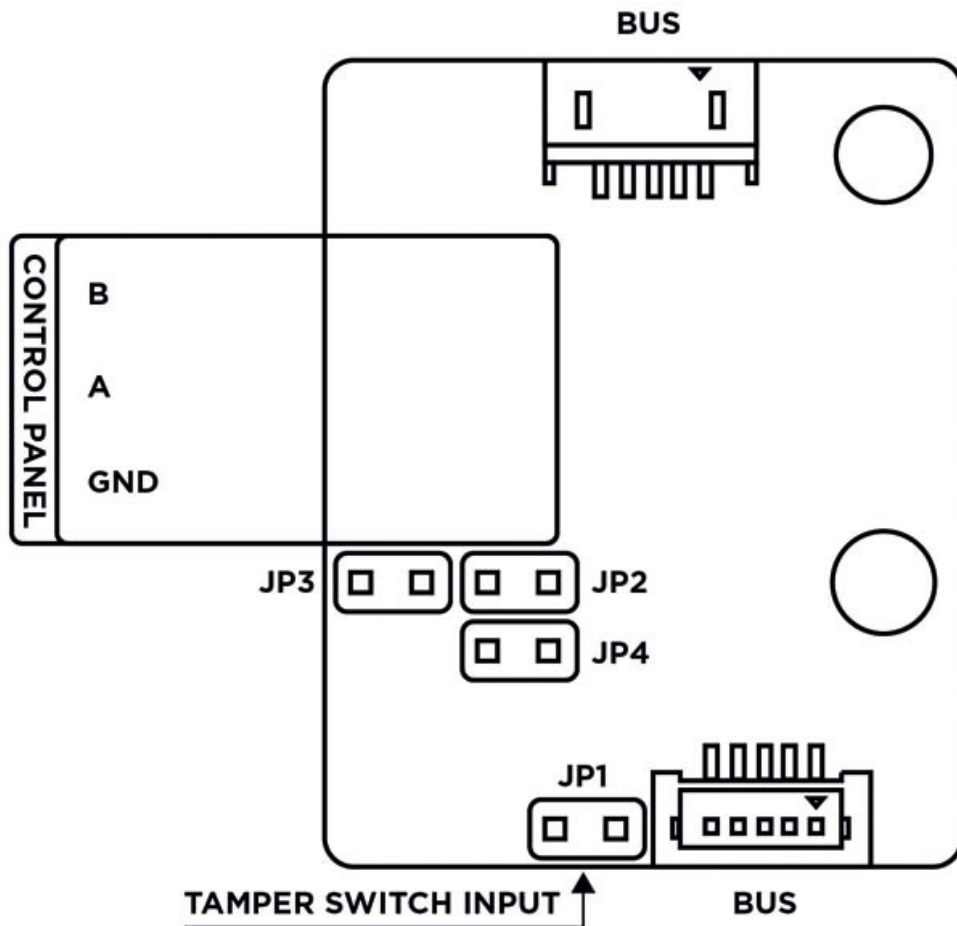 BUS
CONTROL PANEL
B
A
GND
JP3
JP2
JP4
JP1
TAMPER SWITCH INPUT
BUS